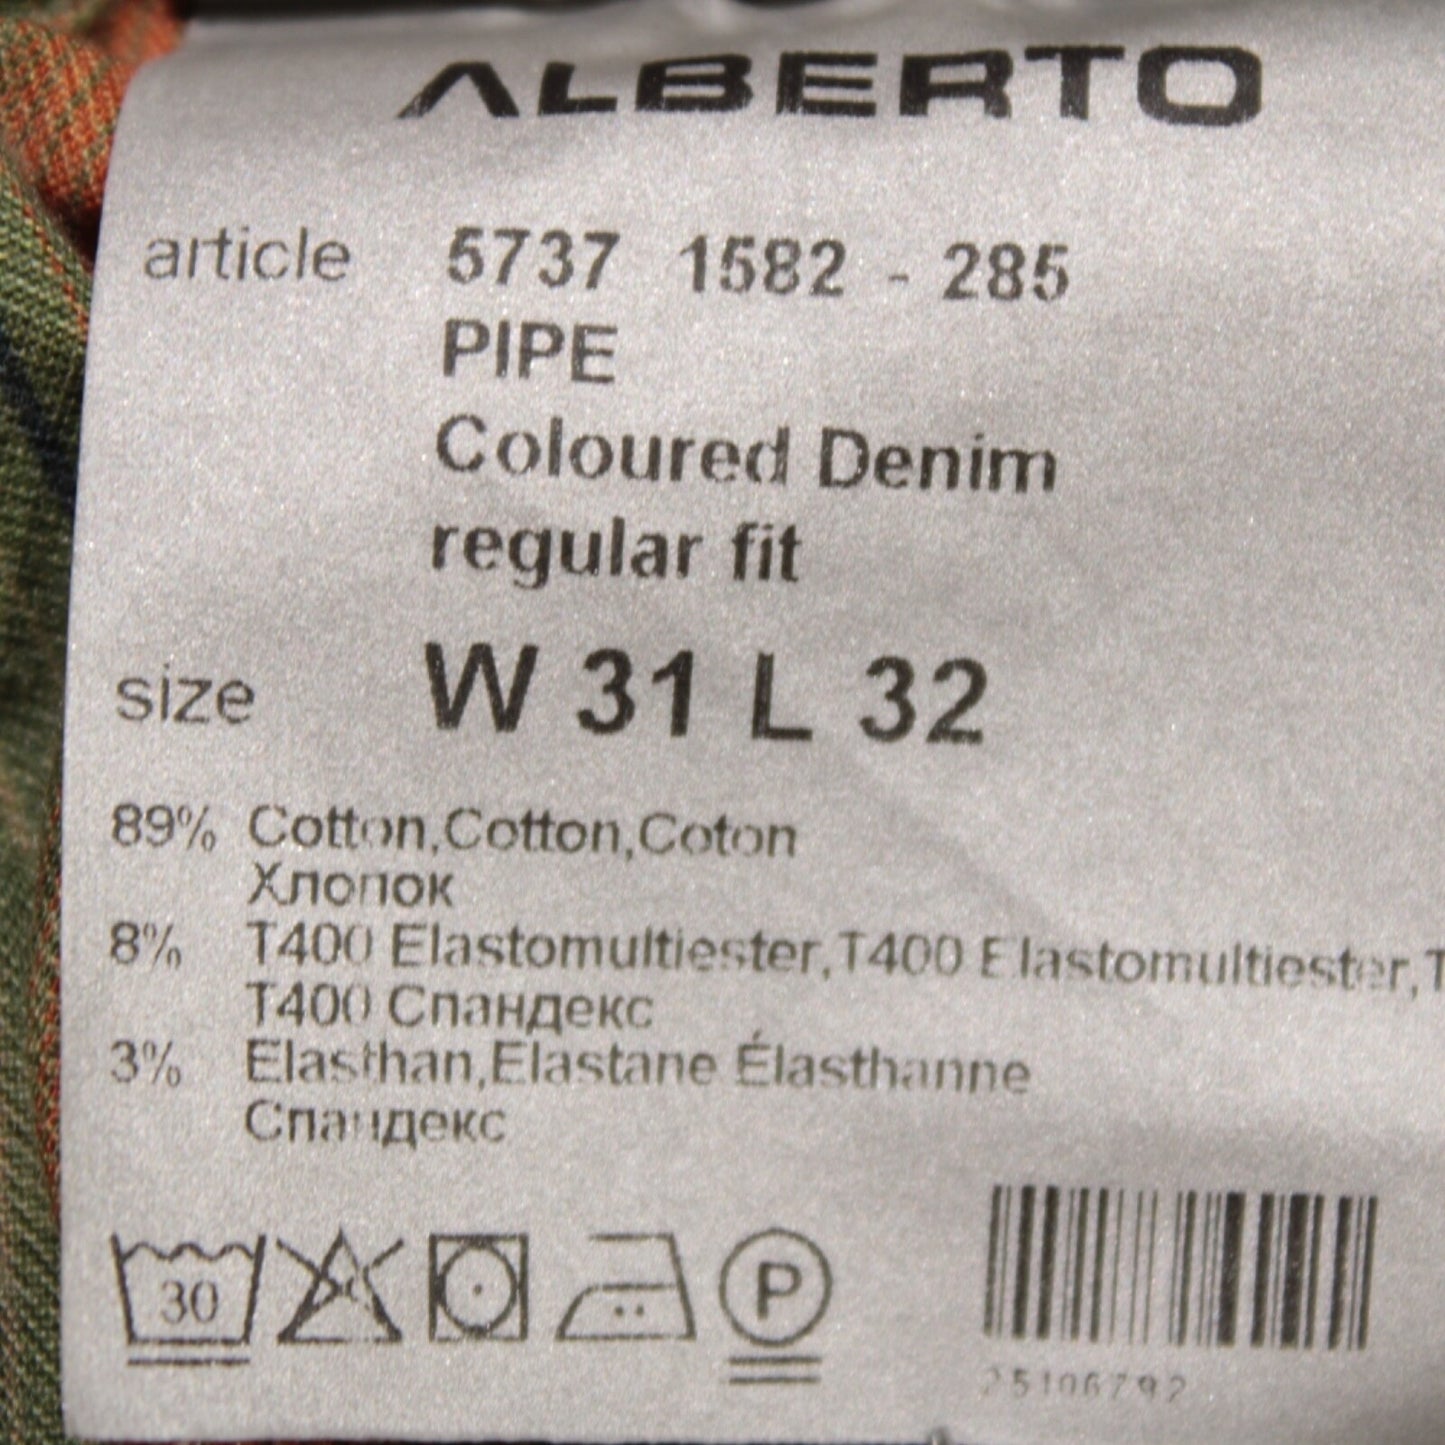 ALBERTO
article 5737 1582 - 285
PIPE
Coloured Denim
regular fit
size W 31 L 32
89% Cotton,Cotton,Coton
Хлопок
8% T400 Elastomultiester,T400 Elastomultiester,T
T400 Спандекс
3% Elasthan,Elastane Élasthanne
Спандекс
30
P
25106792